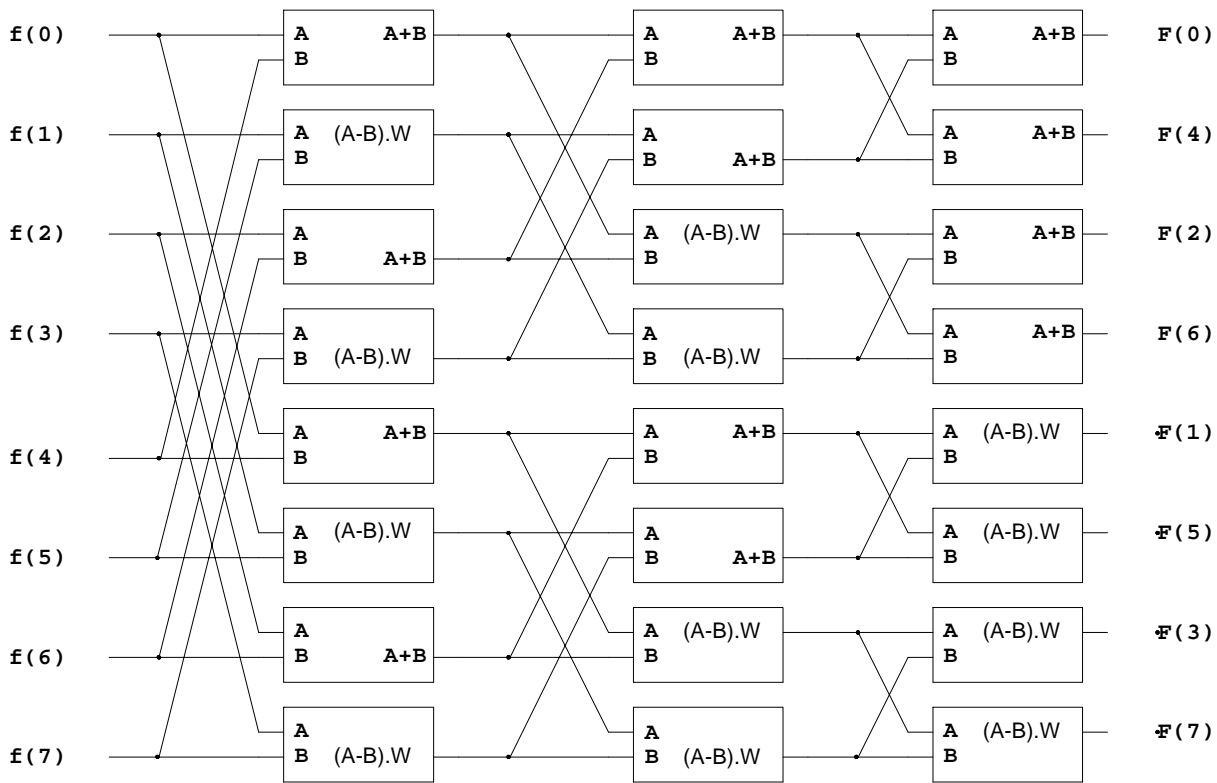 f(0) A A+B A A+B A A+B F(0)
B B B
f(1) A (A-B).W A A A+B F(4)
B B A+B B
f(2) A A (A-B).W A A+B F(2)
B A+B B B
f(3) A A A A+B F(6)
B (A-B).W B (A-B).W B
f(4) A A+B A A+B A (A-B).W F(1)
B B B
f(5) A (A-B).W A A (A-B).W F(5)
B B A+B B
f(6) A A (A-B).W A (A-B).W F(3)
B A+B B B
f(7) A A A (A-B).W F(7)
B (A-B).W B (A-B).W B